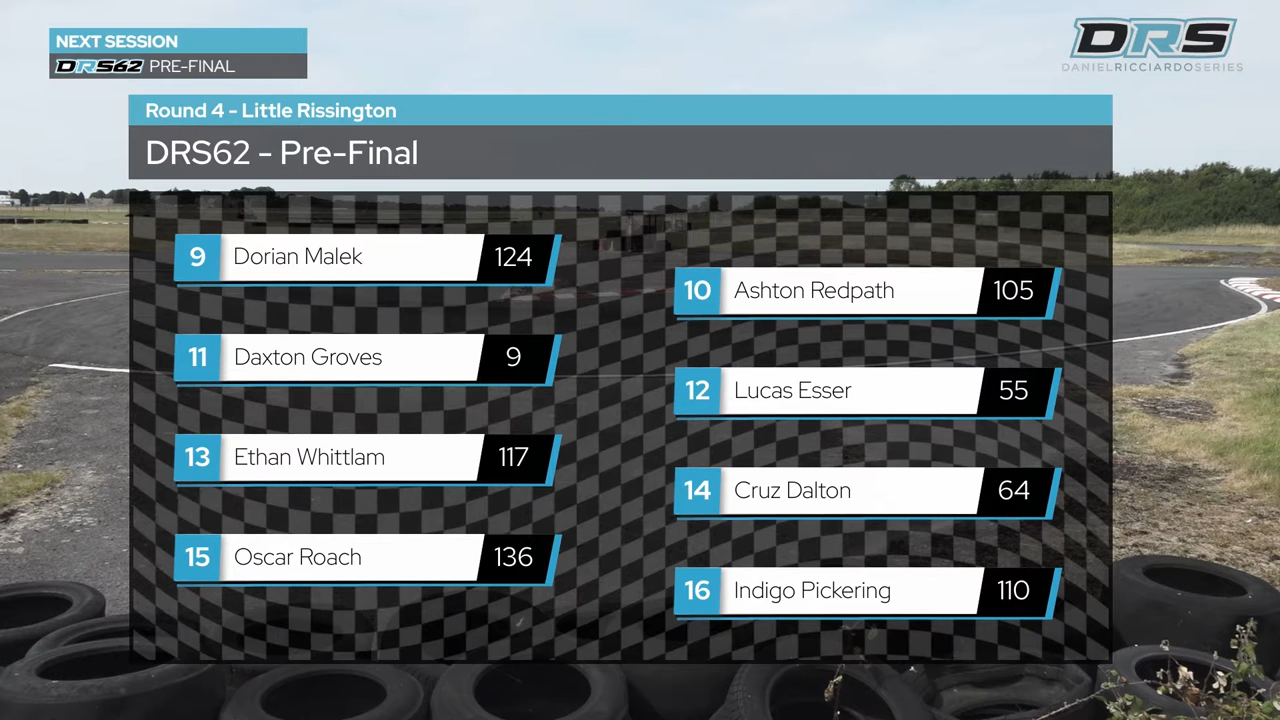 NEXT SESSION
DRS62 PRE-FINAL
DRS
DANIELRICCIARDOSERIES
Round 4 - Little Rissington
DRS62 - Pre-Final
9 Dorian Malek 124
10 Ashton Redpath 105
11 Daxton Groves 9
12 Lucas Esser 55
13 Ethan Whittlam 117
14 Cruz Dalton 64
15 Oscar Roach 136
16 Indigo Pickering 110